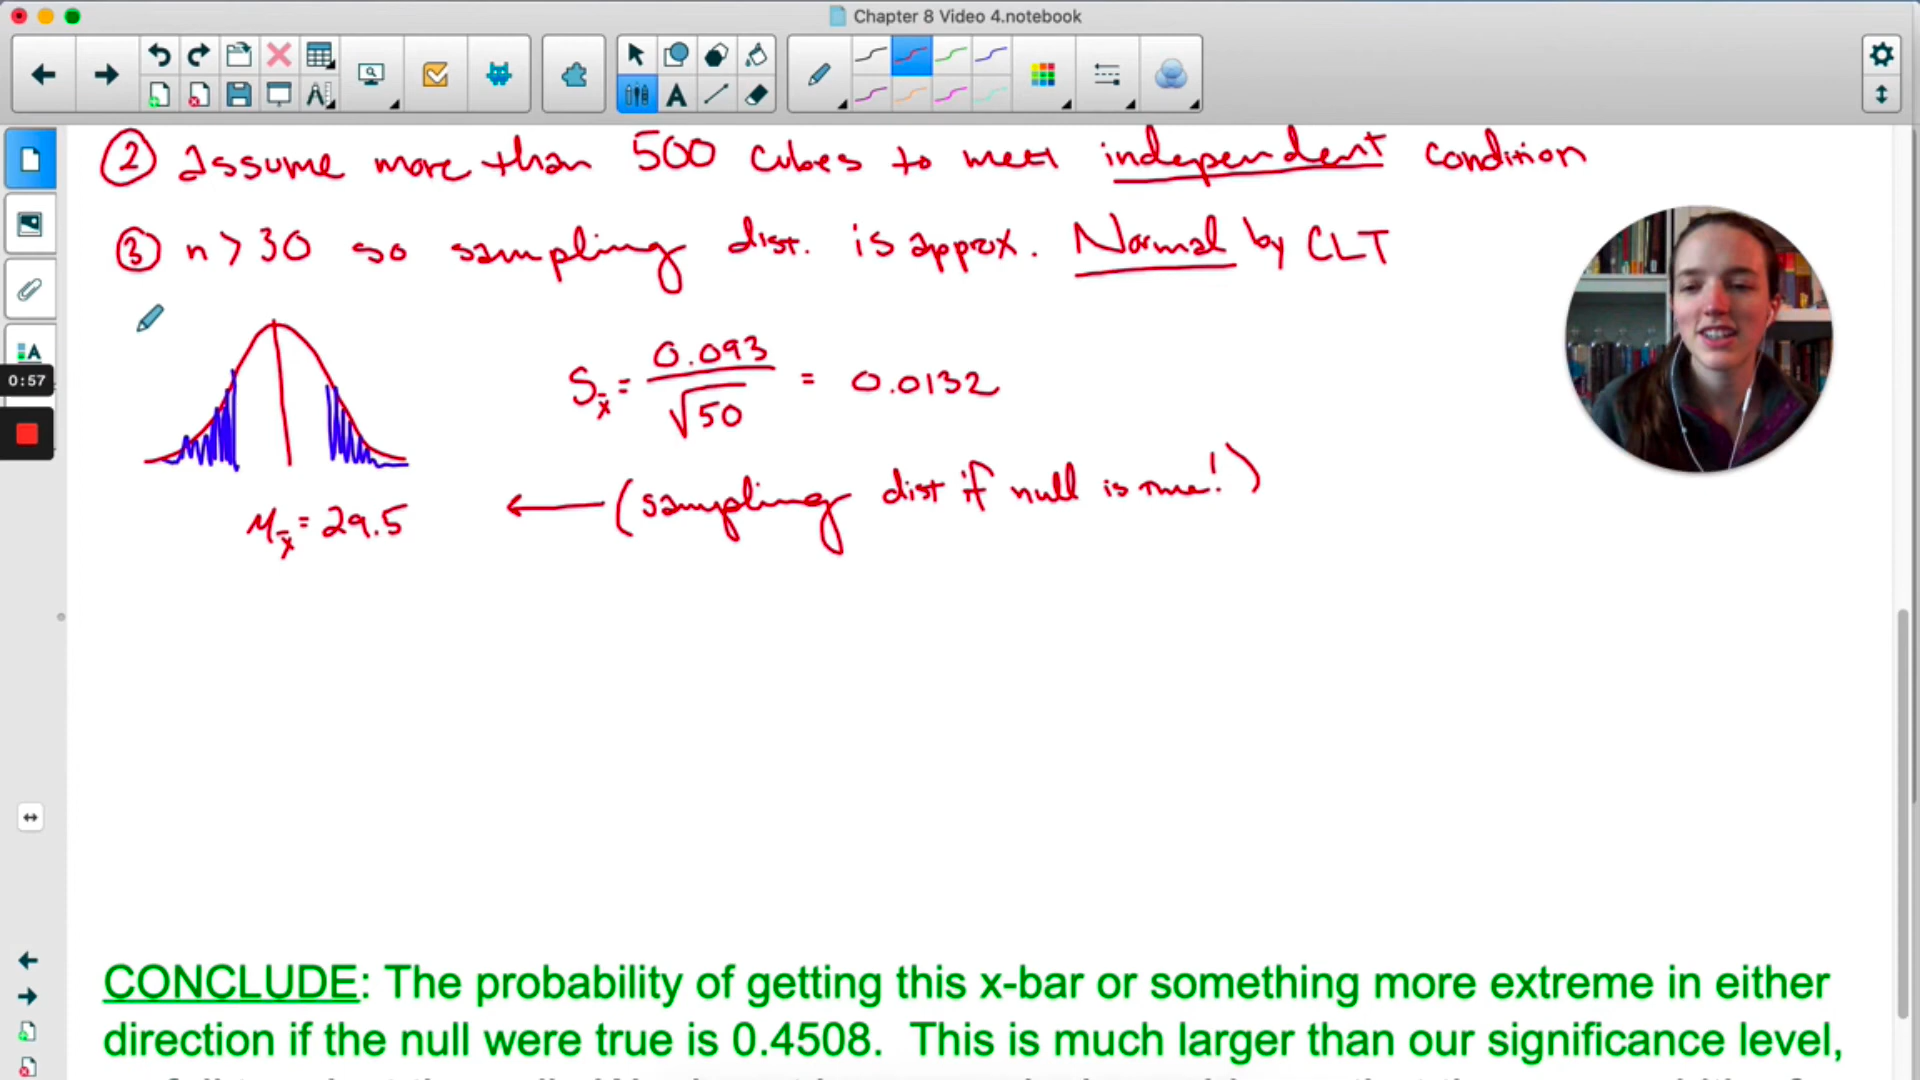 Chapter 8 Video 4.notebook
② Assume more than 500 cubes to meet independent condition
③ n > 30 so sampling dist. is approx. Normal by CLT
0:57
Sx̄ = 0.093 / √50 = 0.0132
← (sampling dist if null is true!)
μx̄ = 29.5
CONCLUDE: The probability of getting this x-bar or something more extreme in either
direction if the null were true is 0.4508. This is much larger than our significance level,